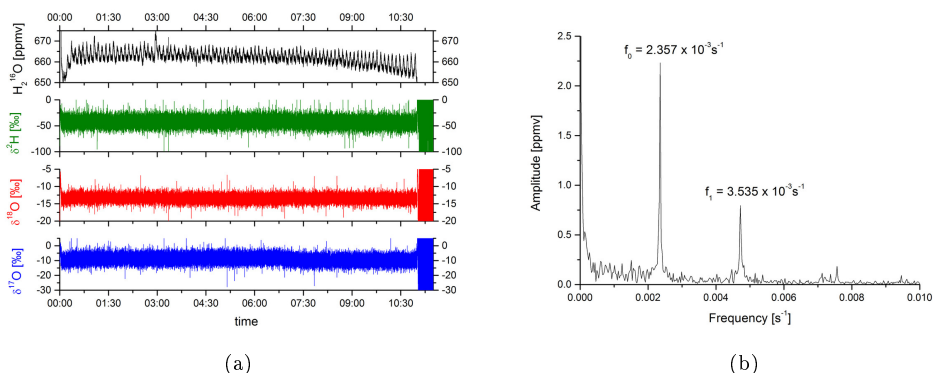 00:00 01:30 03:00 04:30 06:00 07:30 09:00 10:30
H₂¹⁶O [ppmv]
670 670
660 660
650 650
δ²H [‰]
0 0
-50 -50
-100 -100
δ¹⁸O [‰]
-5 -5
-10 -10
-15 -15
-20 -20
δ¹⁷O [‰]
0 0
-10 -10
-20 -20
-30 -30
00:00 01:30 03:00 04:30 06:00 07:30 09:00 10:30
time
(a)
2.5
2.0
1.5
1.0
0.5
0.0
Amplitude [ppmv]
f₀ = 2.357 x 10⁻³s⁻¹
f₁ = 3.535 x 10⁻³s⁻¹
0.000 0.002 0.004 0.006 0.008 0.010
Frequency [s⁻¹]
(b)